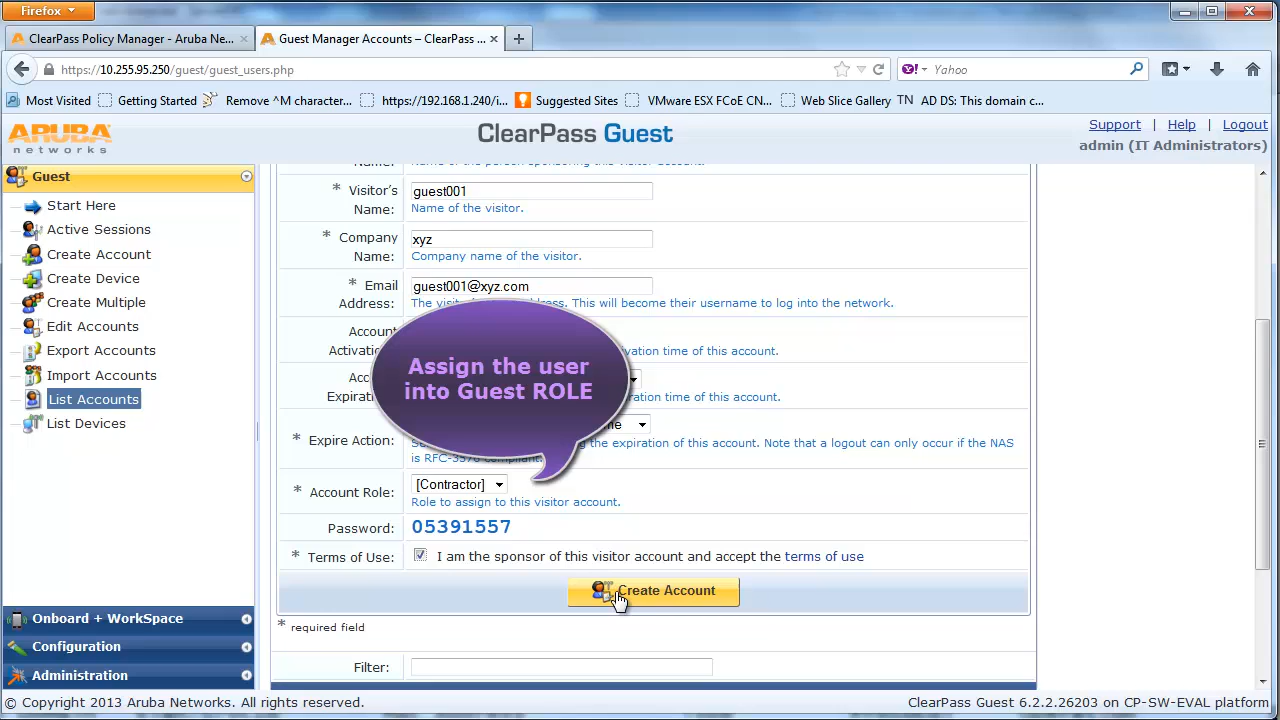 Firefox
ClearPass Policy Manager - Aruba Ne...
Guest Manager Accounts – ClearPass ...
https://10.255.95.250/guest/guest_users.php
Yahoo
Most Visited
Getting Started
Remove ^M character...
https://192.168.1.240/i...
Suggested Sites
VMware ESX FCoE CN...
Web Slice Gallery
TN AD DS: This domain c...
ARUBA
networks
ClearPass Guest
Support | Help | Logout
admin (IT Administrators)
Guest
Start Here
Active Sessions
Create Account
Create Device
Create Multiple
Edit Accounts
Export Accounts
Import Accounts
List Accounts
List Devices
Onboard + WorkSpace
Configuration
Administration
* Visitor's Name:
guest001
Name of the visitor.
* Company Name:
xyz
Company name of the visitor.
* Email Address:
guest001@xyz.com
This will become their username to log into the network.
Account
time of this account.
time of this account.
Assign the user
into Guest ROLE
* Expire Action:
the expiration of this account. Note that a logout can only occur if the NAS
is RFC-3576 compliant.
* Account Role:
[Contractor]
Role to assign to this visitor account.
Password:
05391557
* Terms of Use:
I am the sponsor of this visitor account and accept the terms of use
Create Account
* required field
Filter:
© Copyright 2013 Aruba Networks. All rights reserved.
ClearPass Guest 6.2.2.26203 on CP-SW-EVAL platform